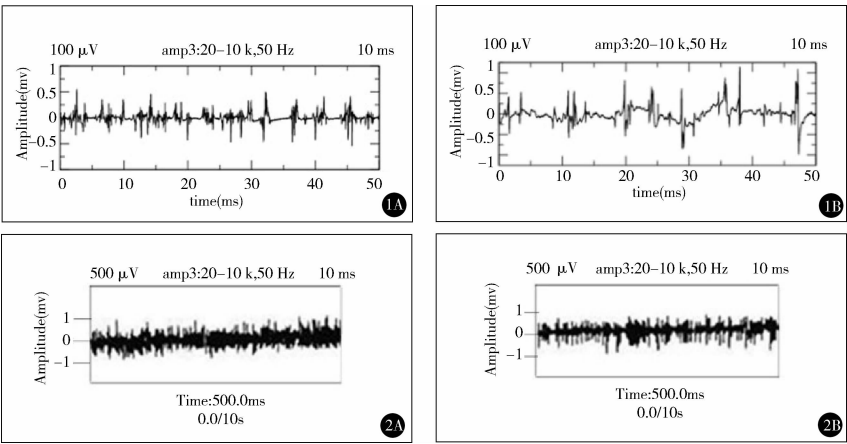 100 μV amp3:20-10 k,50 Hz 10 ms
Amplitude(mv)
1
0.5
0
-0.5
-1
0 10 20 30 40 50
time(ms)
1A
100 μV amp3:20-10 k,50 Hz 10 ms
Amplitude(mv)
1
0.5
0
-0.5
-1
0 10 20 30 40 50
time(ms)
1B
500 μV amp3:20-10 k,50 Hz 10 ms
Amplitude(mv)
1
0
-1
Time:500.0ms
0.0/10s
2A
500 μV amp3:20-10 k,50 Hz 10 ms
Amplitude(mv)
1
0
-1
Time:500.0ms
0.0/10s
2B